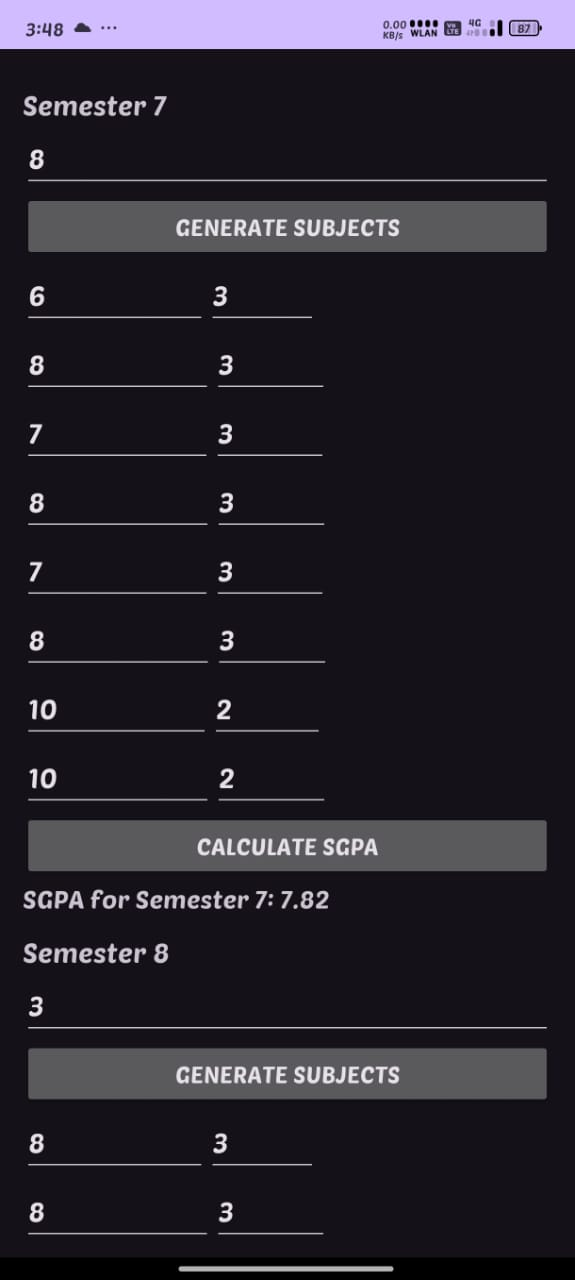 3:48 ... 0.00 KB/s WLAN Vo LTE 4G 87
Semester 7
8
GENERATE SUBJECTS
6 3
8 3
7 3
8 3
7 3
8 3
10 2
10 2
CALCULATE SGPA
SGPA for Semester 7: 7.82
Semester 8
3
GENERATE SUBJECTS
8 3
8 3